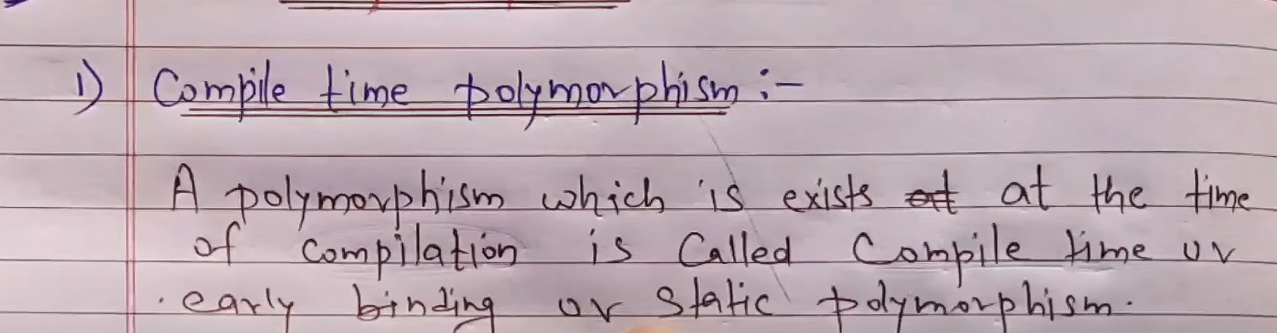 1) Compile time polymorphism :-
A polymorphism which is exists at at the time
of compilation is Called Compile time or
early binding or Static polymorphism.